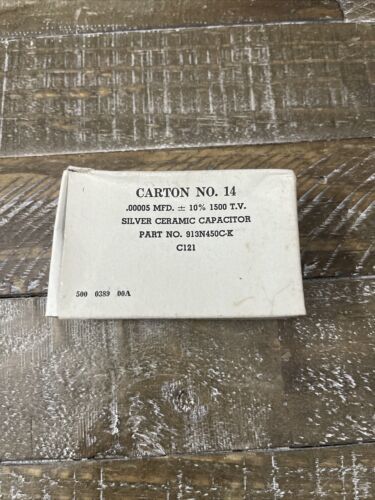 CARTON NO. 14
.00005 MFD. ± 10% 1500 T.V.
SILVER CERAMIC CAPACITOR
PART NO. 913N450C-K
C121
500 0389 00A